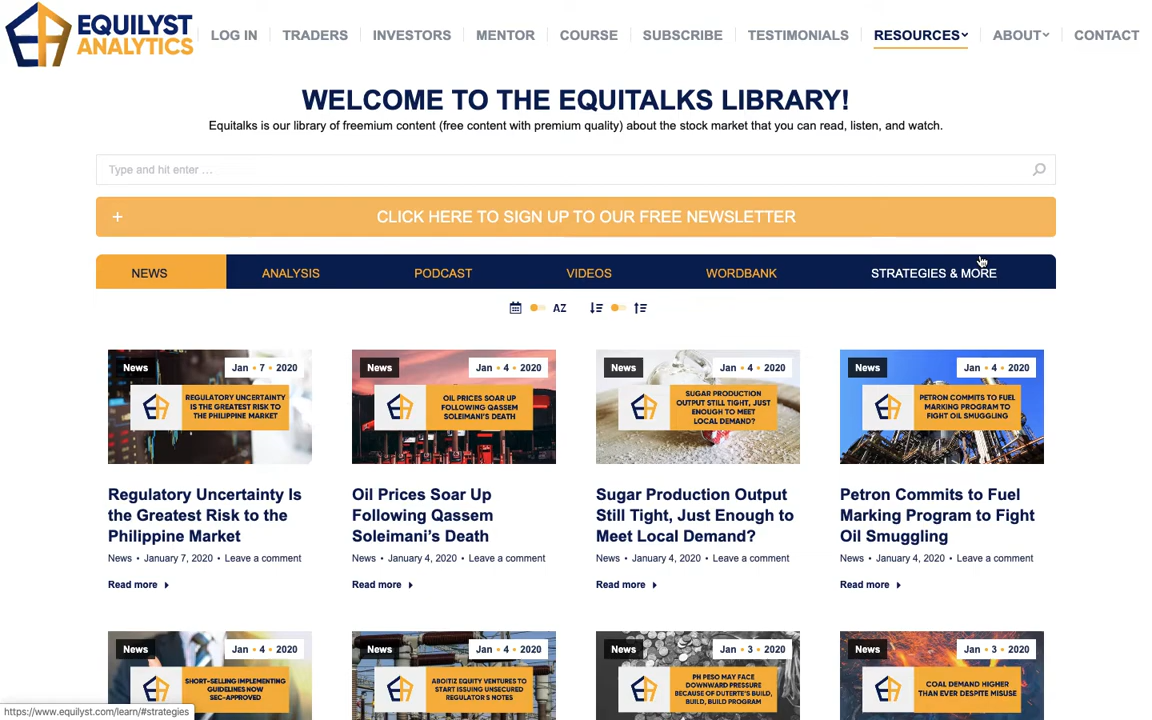 EQUILYST
ANALYTICS
LOG IN
TRADERS
INVESTORS
MENTOR
COURSE
SUBSCRIBE
TESTIMONIALS
RESOURCES
ABOUT
CONTACT
WELCOME TO THE EQUITALKS LIBRARY!
Equitalks is our library of freemium content (free content with premium quality) about the stock market that you can read, listen, and watch.
Type and hit enter …
+ CLICK HERE TO SIGN UP TO OUR FREE NEWSLETTER
NEWS
ANALYSIS
PODCAST
VIDEOS
WORDBANK
STRATEGIES & MORE
AZ
News
Jan • 7 • 2020
REGULATORY UNCERTAINTY
IS THE GREATEST RISK TO
THE PHILIPPINE MARKET
Regulatory Uncertainty Is
the Greatest Risk to the
Philippine Market
News • January 7, 2020 • Leave a comment
Read more
News
Jan • 4 • 2020
OIL PRICES SOAR UP
FOLLOWING QASSEM
SOLEIMANI'S DEATH
Oil Prices Soar Up
Following Qassem
Soleimani’s Death
News • January 4, 2020 • Leave a comment
Read more
News
Jan • 4 • 2020
SUGAR PRODUCTION
OUTPUT STILL TIGHT, JUST
ENOUGH TO MEET
LOCAL DEMAND?
Sugar Production Output
Still Tight, Just Enough to
Meet Local Demand?
News • January 4, 2020 • Leave a comment
Read more
News
Jan • 4 • 2020
PETRON COMMITS TO FUEL
MARKING PROGRAM TO
FIGHT OIL SMUGGLING
Petron Commits to Fuel
Marking Program to Fight
Oil Smuggling
News • January 4, 2020 • Leave a comment
Read more
News
Jan • 4 • 2020
SHORT-SELLING IMPLEMENTING
GUIDELINES NOW
SEC-APPROVED
News
Jan • 4 • 2020
ABOITIZ EQUITY VENTURES TO
START ISSUING UNSECURED
REGULATOR'S NOTES
News
Jan • 3 • 2020
PH PESO MAY FACE
DOWNWARD PRESSURE
BECAUSE OF DUTERTE'S BUILD,
BUILD, BUILD PROGRAM
News
Jan • 3 • 2020
COAL DEMAND HIGHER
THAN EVER DESPITE MISUSE
https://www.equilyst.com/learn/#strategies